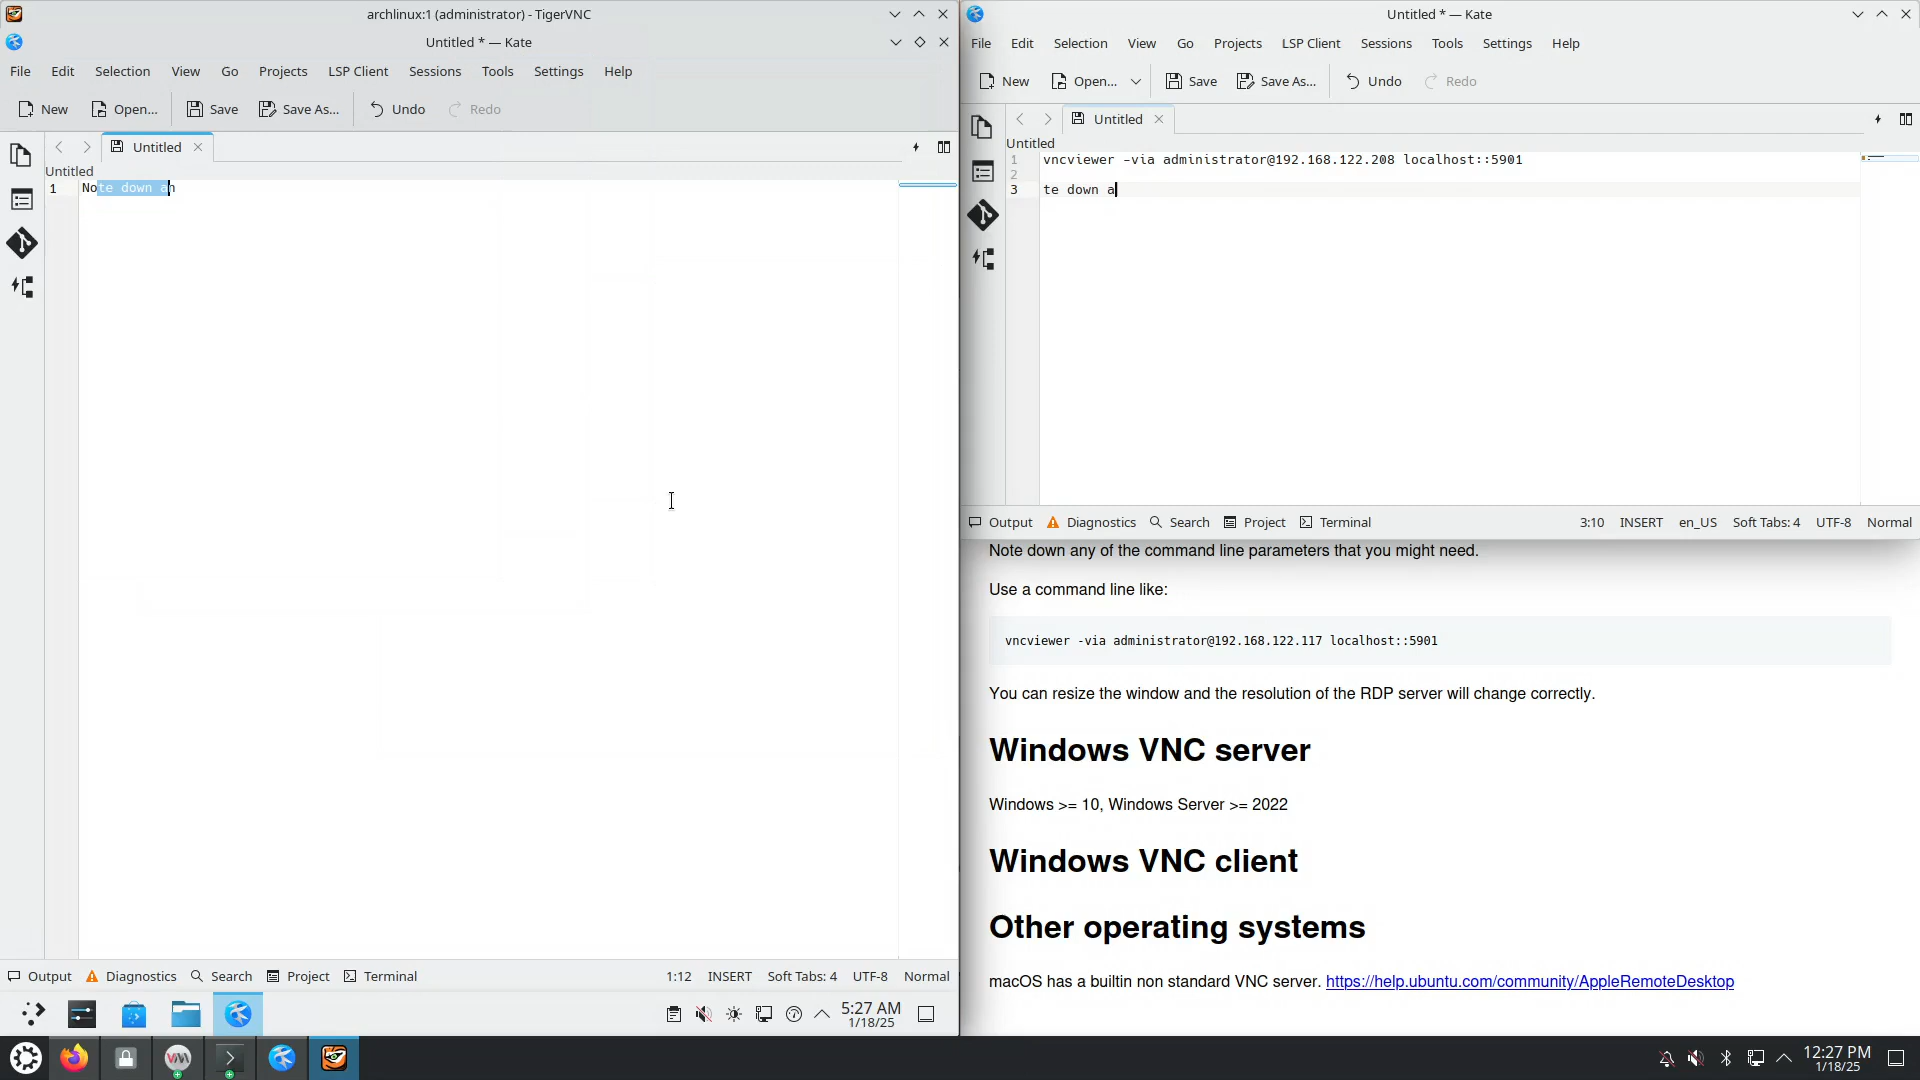 archlinux:1 (administrator) - TigerVNC
Untitled * — Kate
File Edit Selection View Go Projects LSP Client Sessions Tools Settings Help
New Open... Save Save As... Undo Redo
Untitled
Untitled
1 Note down an
Output Diagnostics Search Project Terminal 1:12 INSERT Soft Tabs: 4 UTF-8 Normal
5:27 AM
1/18/25
Untitled * — Kate
File Edit Selection View Go Projects LSP Client Sessions Tools Settings Help
New Open... Save Save As... Undo Redo
Untitled
Untitled
1 vncviewer -via administrator@192.168.122.208 localhost::5901
2
3 te down a
Output Diagnostics Search Project Terminal 3:10 INSERT en_US Soft Tabs: 4 UTF-8 Normal
Note down any of the command line parameters that you might need.
Use a command line like:
vncviewer -via administrator@192.168.122.117 localhost::5901
You can resize the window and the resolution of the RDP server will change correctly.
Windows VNC server
Windows >= 10, Windows Server >= 2022
Windows VNC client
Other operating systems
macOS has a builtin non standard VNC server. https://help.ubuntu.com/community/AppleRemoteDesktop
12:27 PM
1/18/25